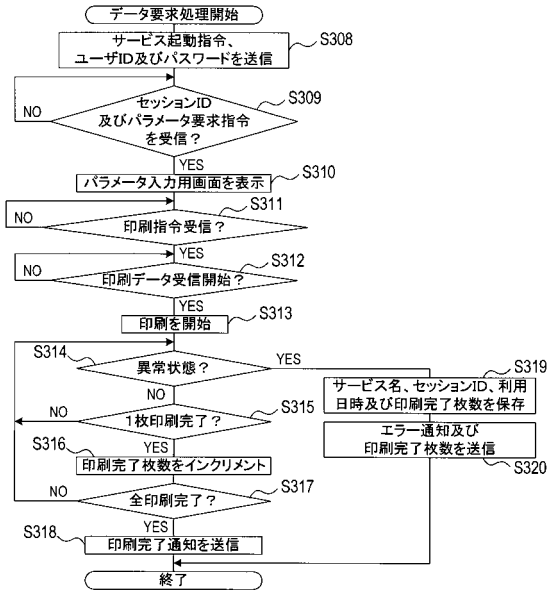 データ要求処理開始
サービス起動指令、
ユーザID及びパスワードを送信
S308
セッションID
及びパラメータ要求指令
を受信？
S309
NO
YES
パラメータ入力用画面を表示
S310
印刷指令受信？
S311
NO
YES
印刷データ受信開始？
S312
NO
YES
印刷を開始
S313
異常状態？
S314
YES
NO
サービス名、セッションID、利用
日時及び印刷完了枚数を保存
S319
1枚印刷完了？
S315
NO
YES
エラー通知及び
印刷完了枚数を送信
S320
印刷完了枚数をインクリメント
S316
全印刷完了？
S317
NO
YES
印刷完了通知を送信
S318
終了